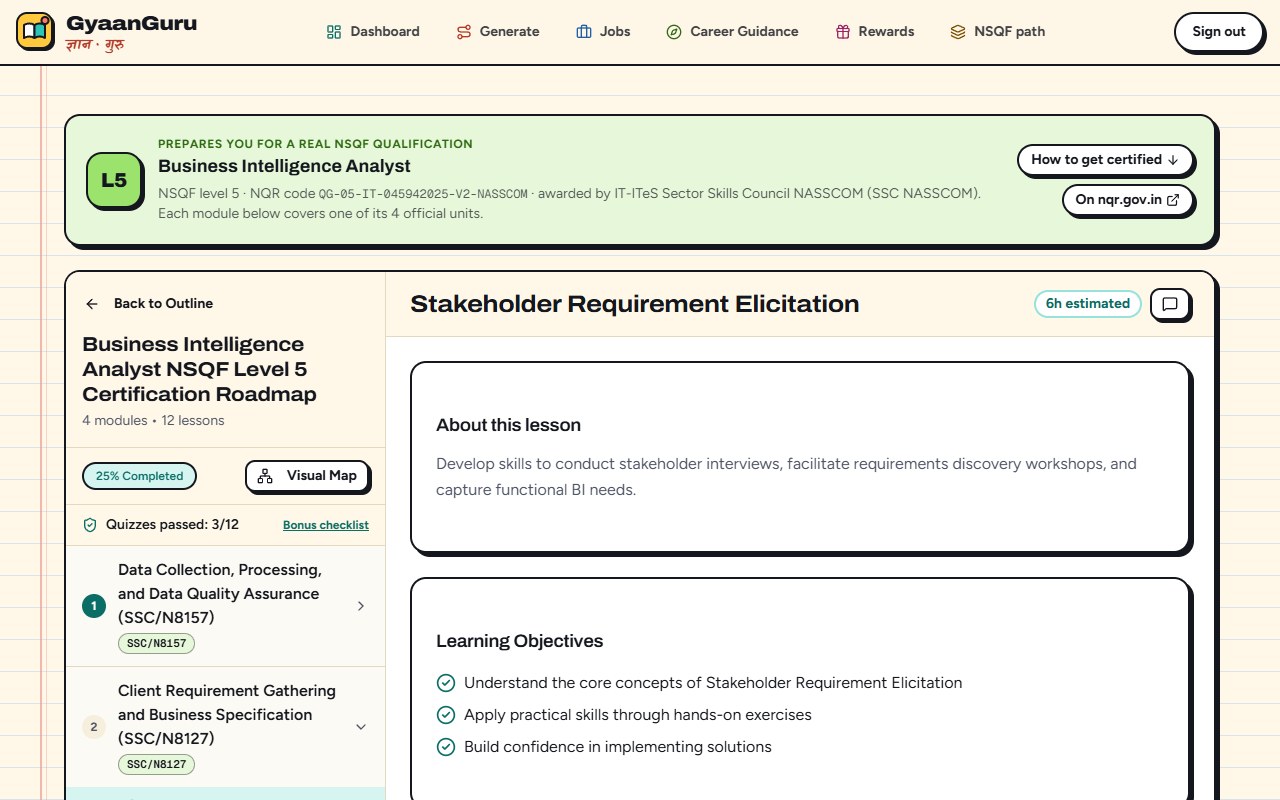 GyaanGuru
ज्ञान · गुरु
Dashboard
Generate
Jobs
Career Guidance
Rewards
NSQF path
Sign out
L5
PREPARES YOU FOR A REAL NSQF QUALIFICATION
Business Intelligence Analyst
NSQF level 5 · NQR code QG-05-IT-045942025-V2-NASSCOM · awarded by IT-ITeS Sector Skills Council NASSCOM (SSC NASSCOM).
Each module below covers one of its 4 official units.
How to get certified ↓
On nqr.gov.in
← Back to Outline
Business Intelligence
Analyst NSQF Level 5
Certification Roadmap
4 modules • 12 lessons
25% Completed
Visual Map
Quizzes passed: 3/12
Bonus checklist
1
Data Collection, Processing,
and Data Quality Assurance
(SSC/N8157)
SSC/N8157
2
Client Requirement Gathering
and Business Specification
(SSC/N8127)
SSC/N8127
Stakeholder Requirement Elicitation
6h estimated
About this lesson
Develop skills to conduct stakeholder interviews, facilitate requirements discovery workshops, and
capture functional BI needs.
Learning Objectives
Understand the core concepts of Stakeholder Requirement Elicitation
Apply practical skills through hands-on exercises
Build confidence in implementing solutions